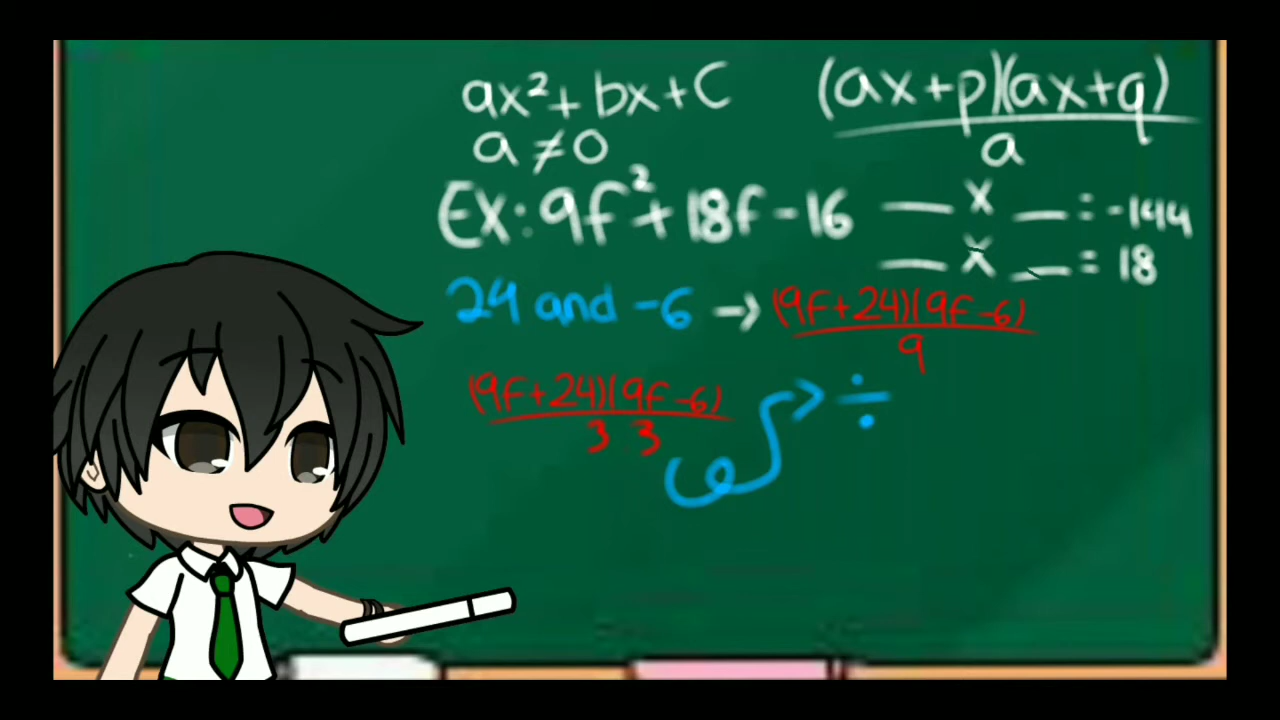 ax²+bx+C
a≠0
(ax+p)(ax+q)
a
Ex: 9f²+18f-16
__ x __ = -144
__ x __ = 18
24 and -6 → (9f+24)(9f-6)
9
(9f+24)(9f-6)
3 3
÷